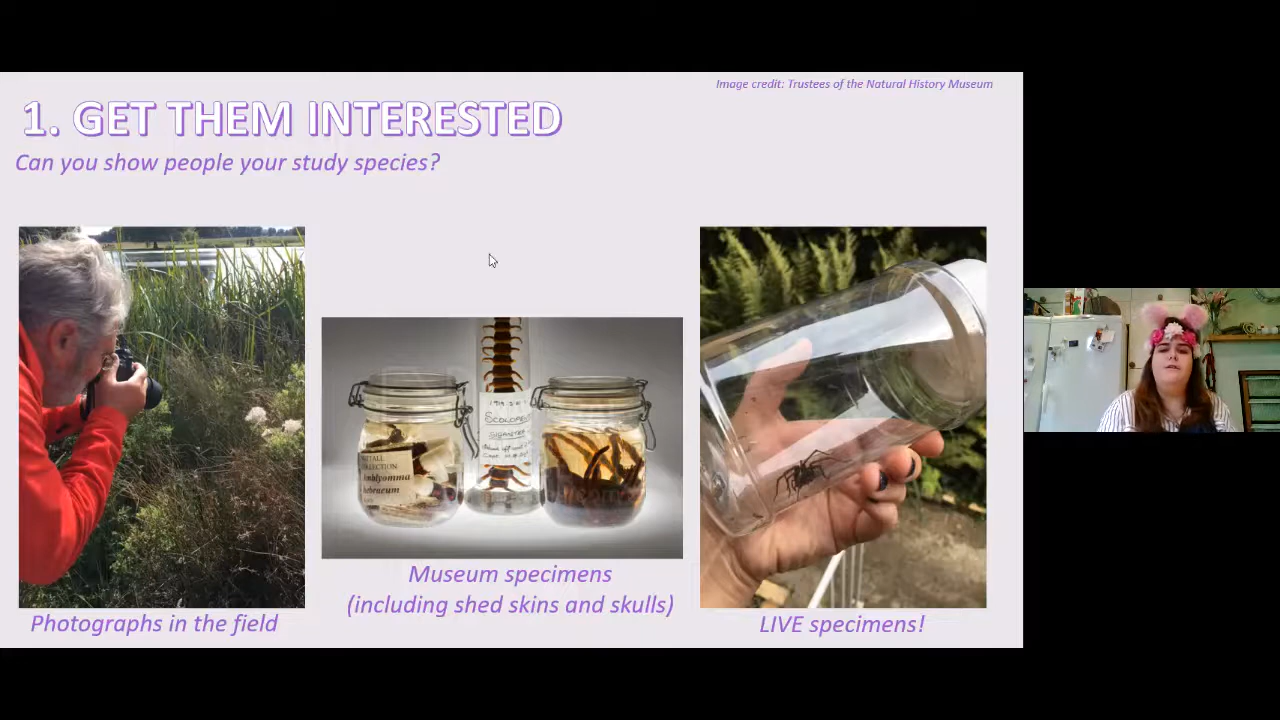 Image credit: Trustees of the Natural History Museum
1. GET THEM INTERESTED
Can you show people your study species?
Photographs in the field
Museum specimens
(including shed skins and skulls)
LIVE specimens!